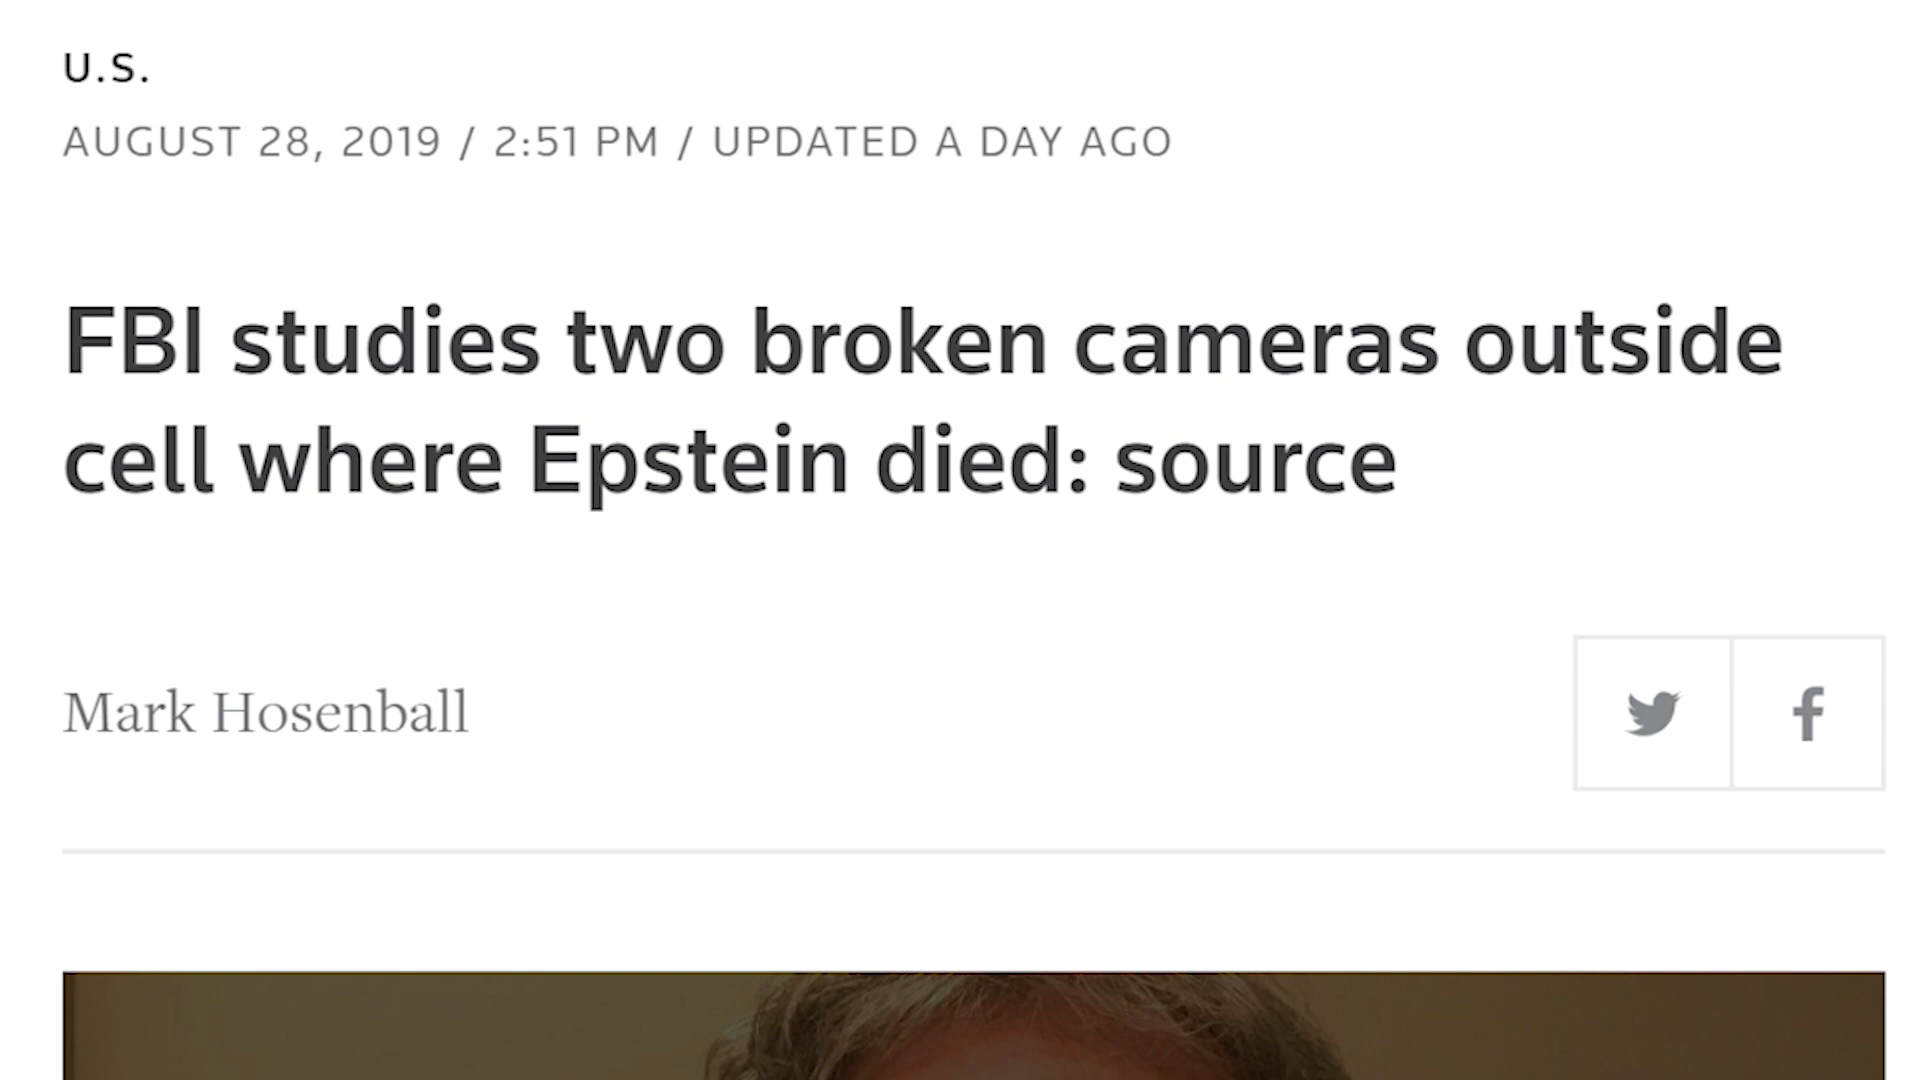 U.S.
AUGUST 28, 2019 / 2:51 PM / UPDATED A DAY AGO
FBI studies two broken cameras outside
cell where Epstein died: source
Mark Hosenball